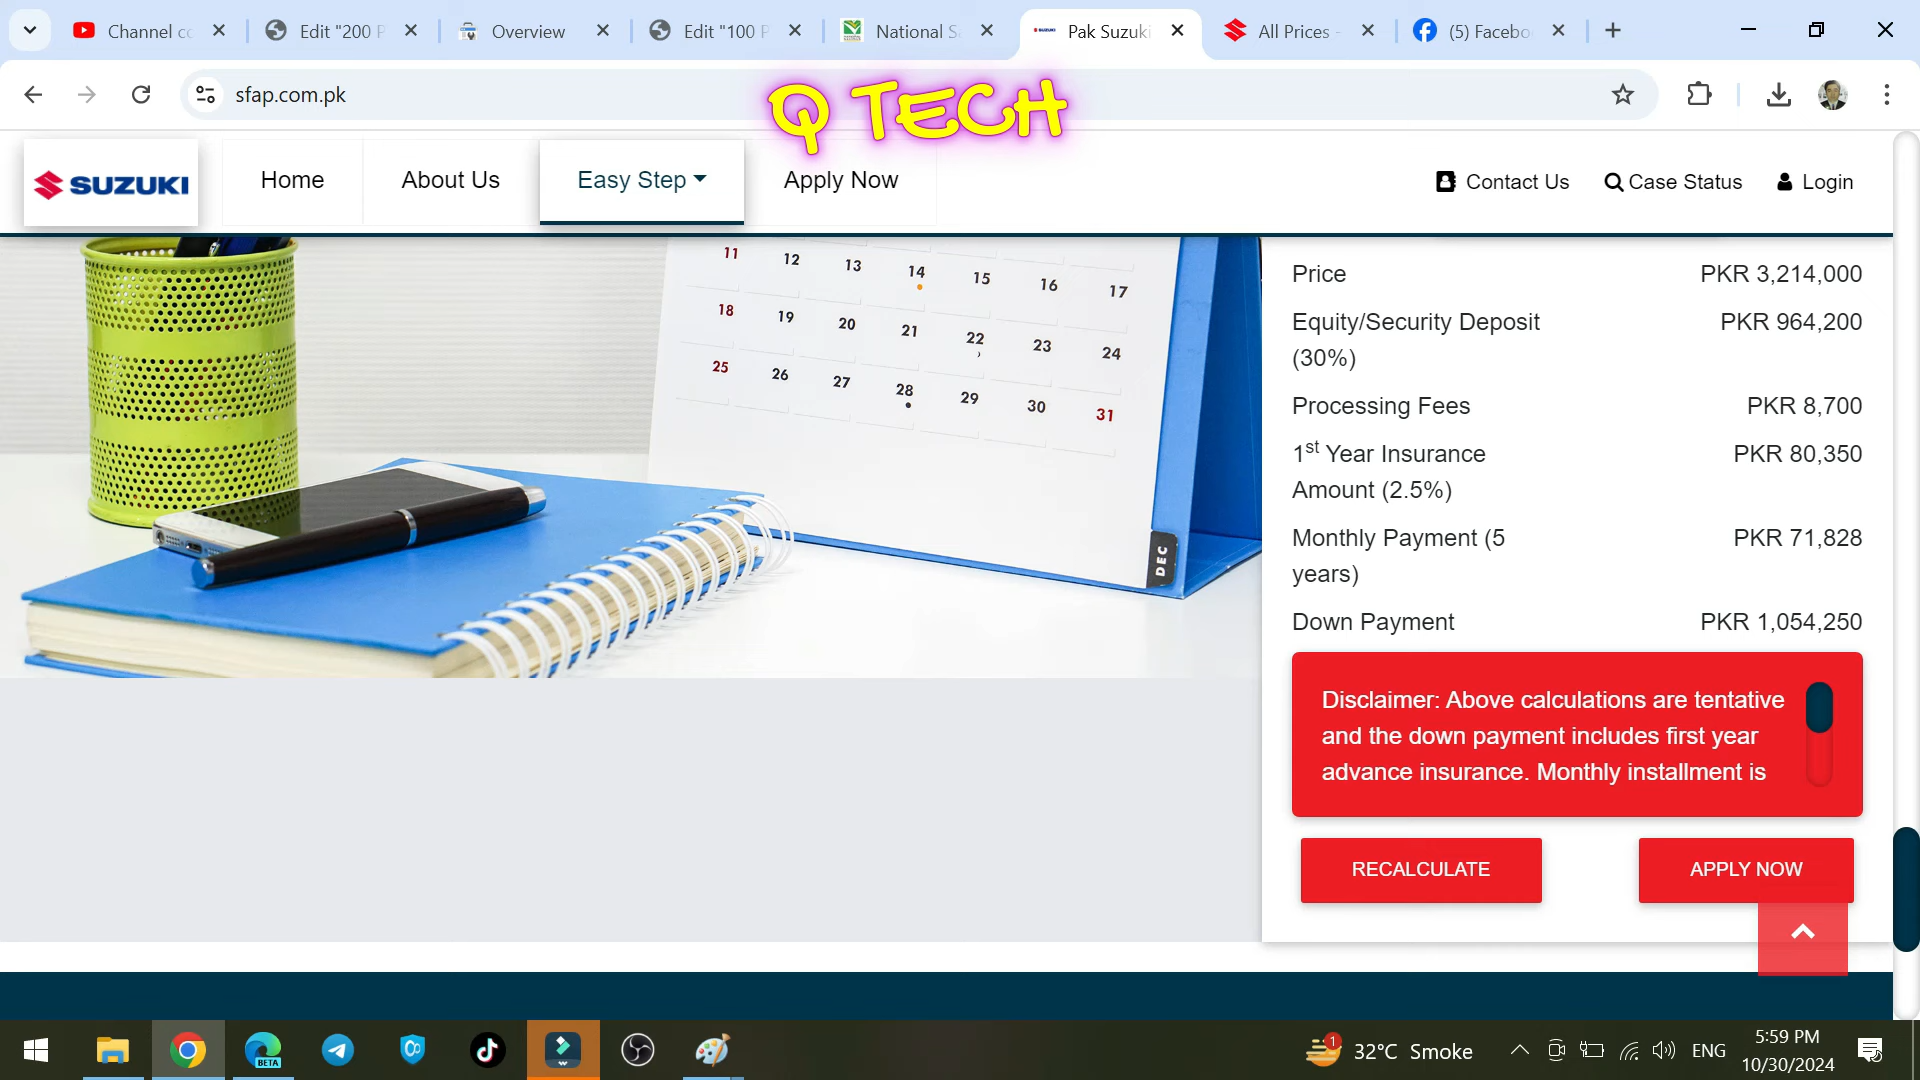 Channel co
Edit "200 P
Overview
Edit "100 P
National S
Pak Suzuki
All Prices -
(5) Facebo
sfap.com.pk
Q TECH
SUZUKI
Home
About Us
Easy Step
Apply Now
Contact Us
Case Status
Login
11 12 13 14 15 16 17
18 19 20 21 22 23 24
25 26 27 28 29 30 31
DEC
Price PKR 3,214,000
Equity/Security Deposit PKR 964,200
(30%)
Processing Fees PKR 8,700
1st Year Insurance PKR 80,350
Amount (2.5%)
Monthly Payment (5 PKR 71,828
years)
Down Payment PKR 1,054,250
Disclaimer: Above calculations are tentative
and the down payment includes first year
advance insurance. Monthly installment is
RECALCULATE
APPLY NOW
BETA
1
32°C Smoke
ENG
5:59 PM
10/30/2024